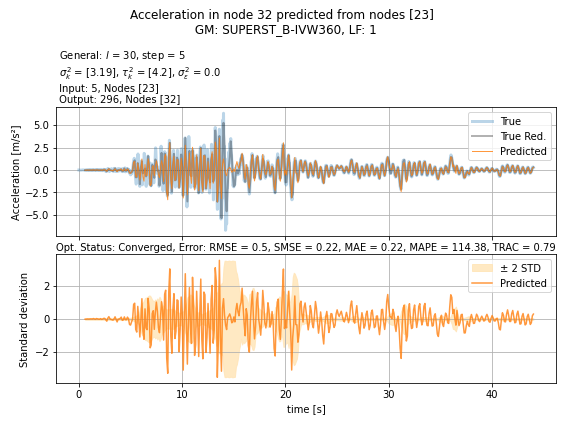 Acceleration in node 32 predicted from nodes [23]
GM: SUPERST_B-IVW360, LF: 1
General: l = 30, step = 5
σ²ₖ = [3.19], τ²ₖ = [4.2], σ²ε = 0.0
Input: 5, Nodes [23]
Output: 296, Nodes [32]
Acceleration [m/s²]
5.0
2.5
0.0
−2.5
−5.0
True
True Red.
Predicted
Opt. Status: Converged, Error: RMSE = 0.5, SMSE = 0.22, MAE = 0.22, MAPE = 114.38, TRAC = 0.79
Standard deviation
2
0
−2
± 2 STD
Predicted
0
10
20
30
40
time [s]